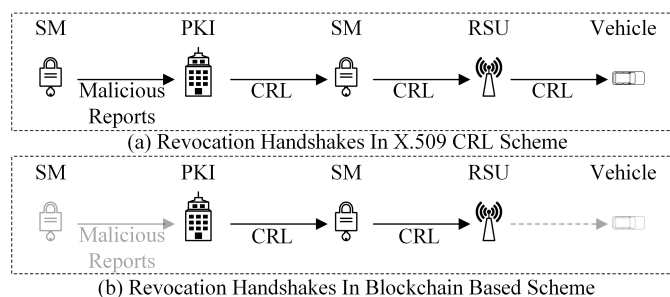 SM PKI SM RSU Vehicle
Malicious Reports CRL CRL CRL
(a) Revocation Handshakes In X.509 CRL Scheme
SM PKI SM RSU Vehicle
Malicious Reports CRL CRL
(b) Revocation Handshakes In Blockchain Based Scheme